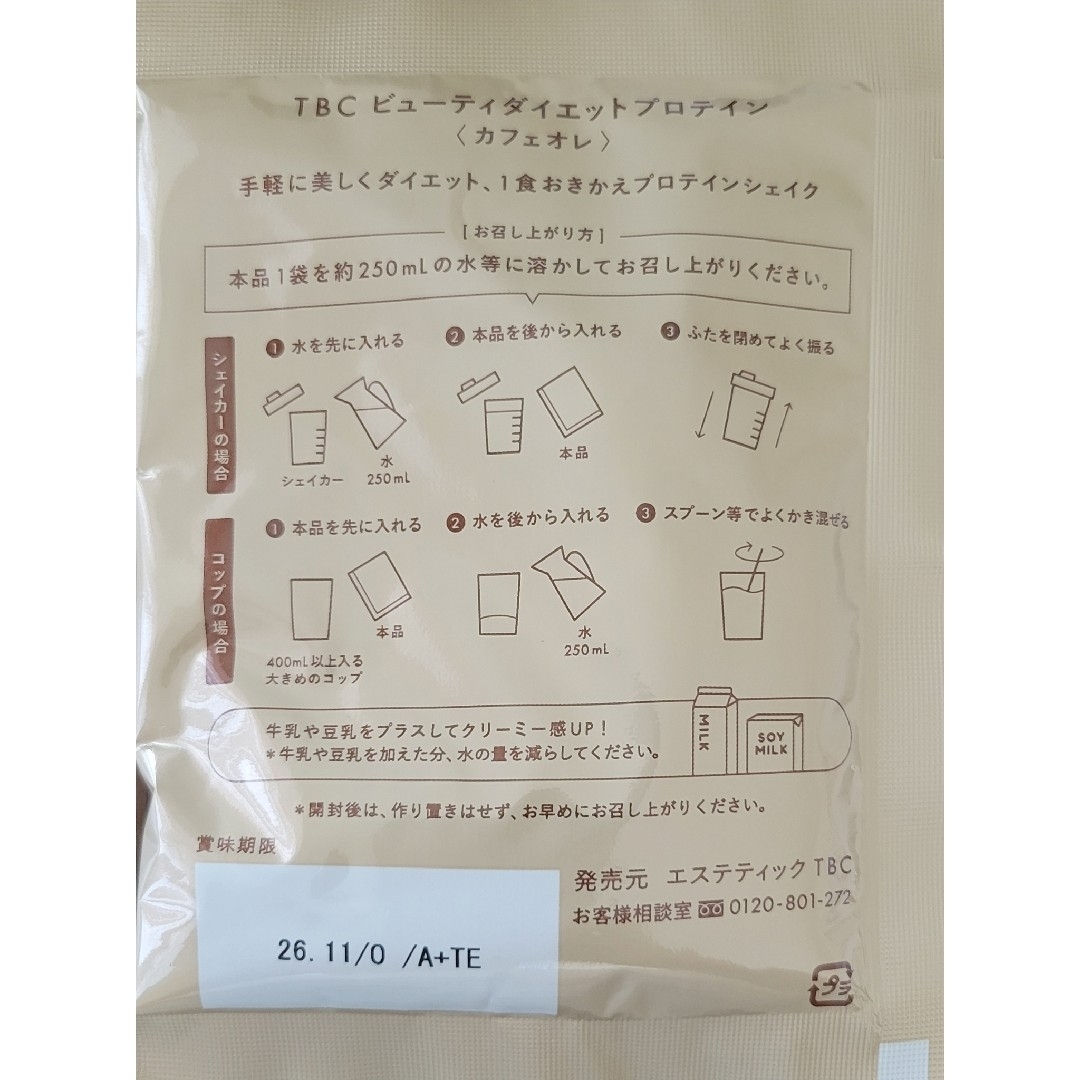 TBC ビューティダイエットプロテイン
〈カフェオレ〉
手軽に美しくダイエット、1食おきかえプロテインシェイク
[お召し上がり方]
本品1袋を約250mLの水等に溶かしてお召し上がりください。
シェイカーの場合
1 水を先に入れる
2 本品を後から入れる
3 ふたを閉めてよく振る
シェイカー
水
250mL
本品
コップの場合
1 本品を先に入れる
2 水を後から入れる
3 スプーン等でよくかき混ぜる
本品
400mL以上入る
大きめのコップ
水
250mL
牛乳や豆乳をプラスしてクリーミー感UP!
*牛乳や豆乳を加えた分、水の量を減らしてください。
MILK
SOY
MILK
*開封後は、作り置きはせず、お早めにお召し上がりください。
賞味期限
26.11/O /A+TE
発売元 エステティックTBC
お客様相談室 0120-801-272
プラ